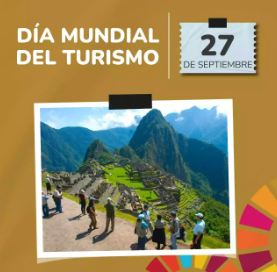 DÍA MUNDIAL
DEL TURISMO
27
DE SEPTIEMBRE